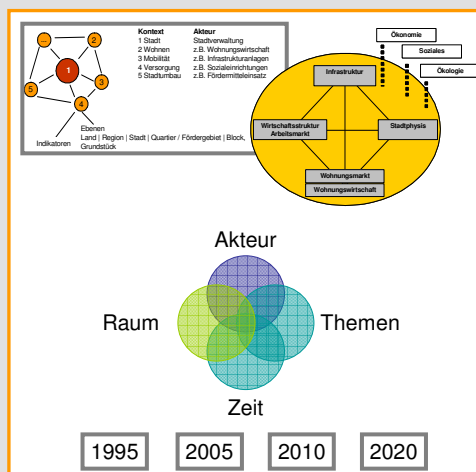 ...
2
1
3
5
4
Kontext Akteur
1 Stadt Stadtverwaltung
2 Wohnen z.B. Wohnungswirtschaft
3 Mobilität z.B. Infrastrukturanlagen
4 Versorgung z.B. Sozialeinrichtungen
5 Stadtumbau z.B. Fördermitteleinsatz
Ebenen
Indikatoren
Land | Region | Stadt | Quartier / Fördergebiet | Block,
Grundstück
Ökonomie
Soziales
Ökologie
Infrastruktur
Wirtschaftsstruktur
Arbeitsmarkt
Stadtphysis
Wohnungsmarkt
Wohnungswirtschaft
Akteur
Raum
Themen
Zeit
1995 2005 2010 2020